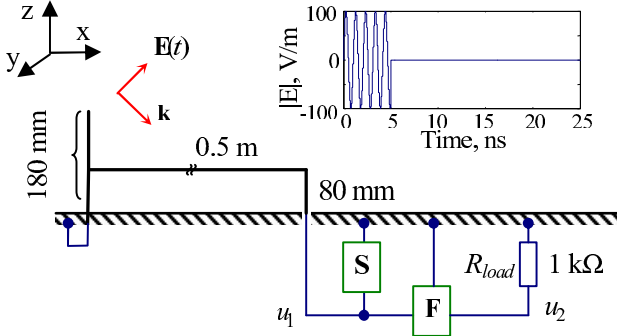 z
x
y
E(t)
k
|E|, V/m
100
0
-100
0 5 10 15 20 25
Time, ns
180 mm
0.5 m
80 mm
S
F
R_load
1 kΩ
u_1
u_2